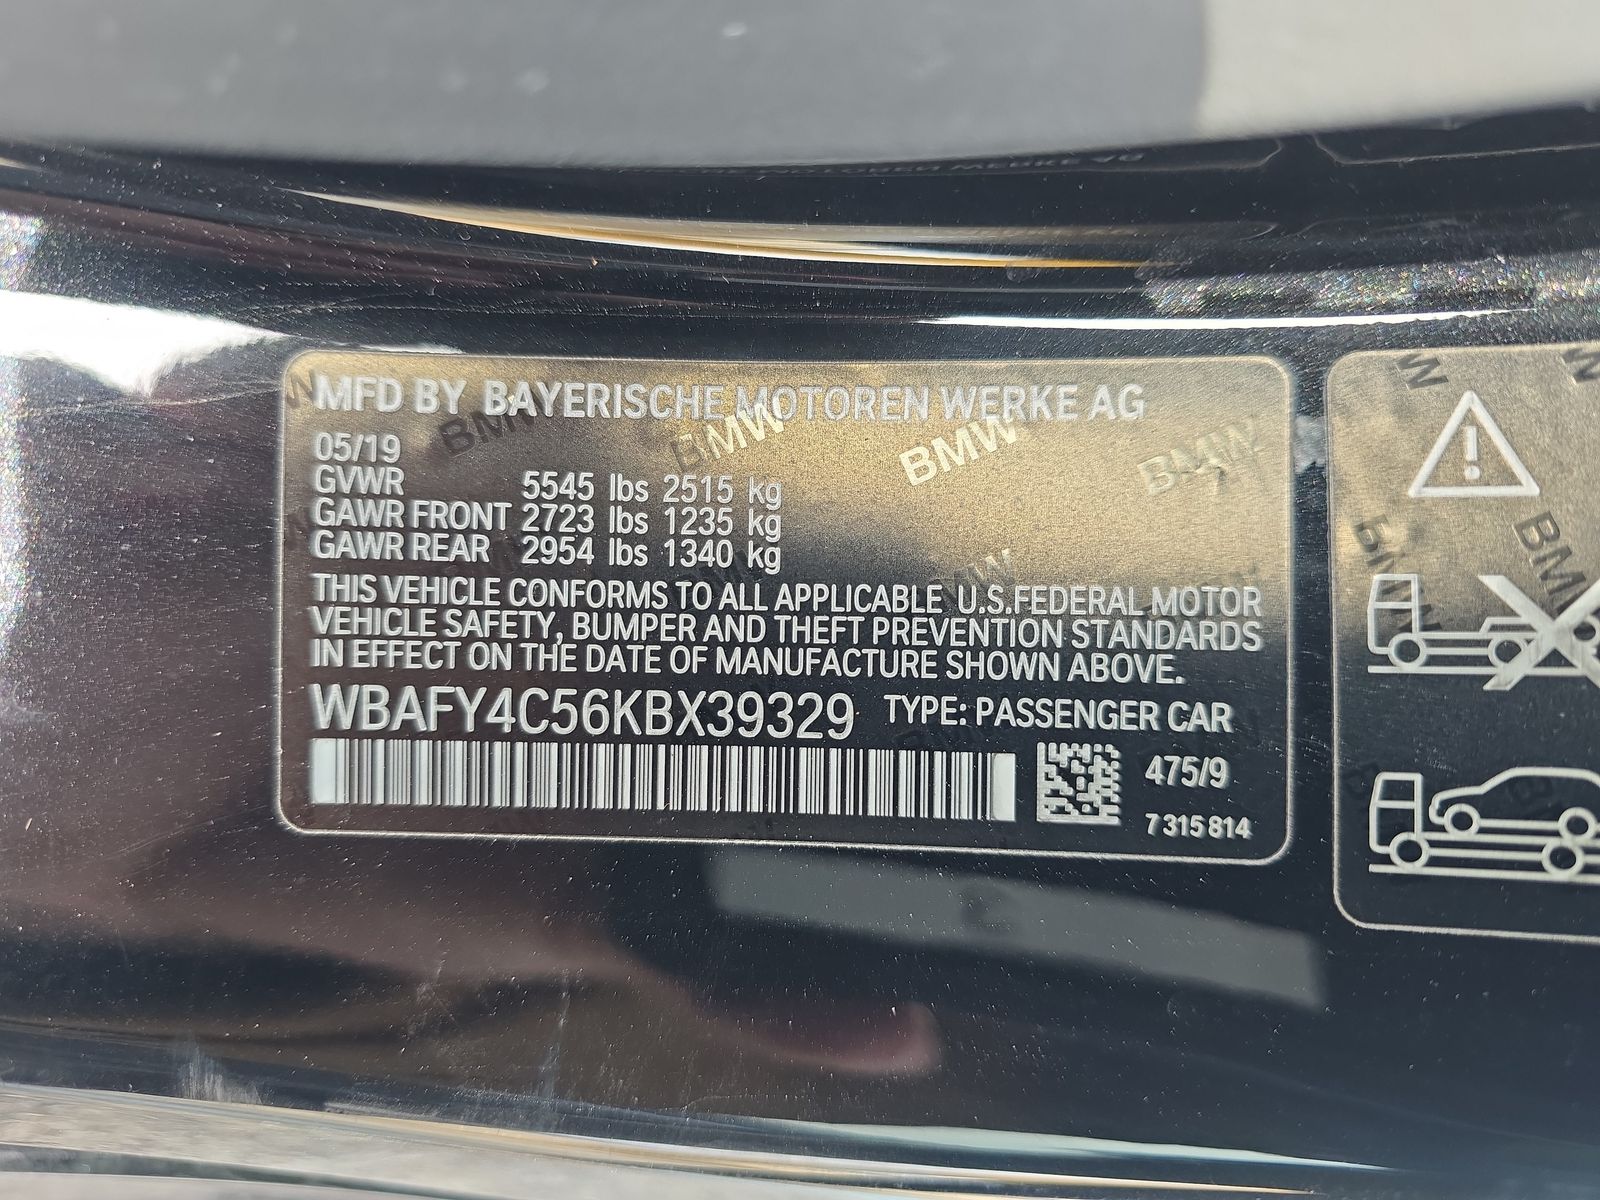 MFD BY BAYERISCHE MOTOREN WERKE AG
05/19
GVWR 5545 lbs 2515 kg
GAWR FRONT 2723 lbs 1235 kg
GAWR REAR 2954 lbs 1340 kg
THIS VEHICLE CONFORMS TO ALL APPLICABLE U.S.FEDERAL MOTOR
VEHICLE SAFETY, BUMPER AND THEFT PREVENTION STANDARDS
IN EFFECT ON THE DATE OF MANUFACTURE SHOWN ABOVE.
WBAFY4C56KBX39329 TYPE: PASSENGER CAR
475/9
7 315 814
BMW BMW BMW BMW
BMW
BMW